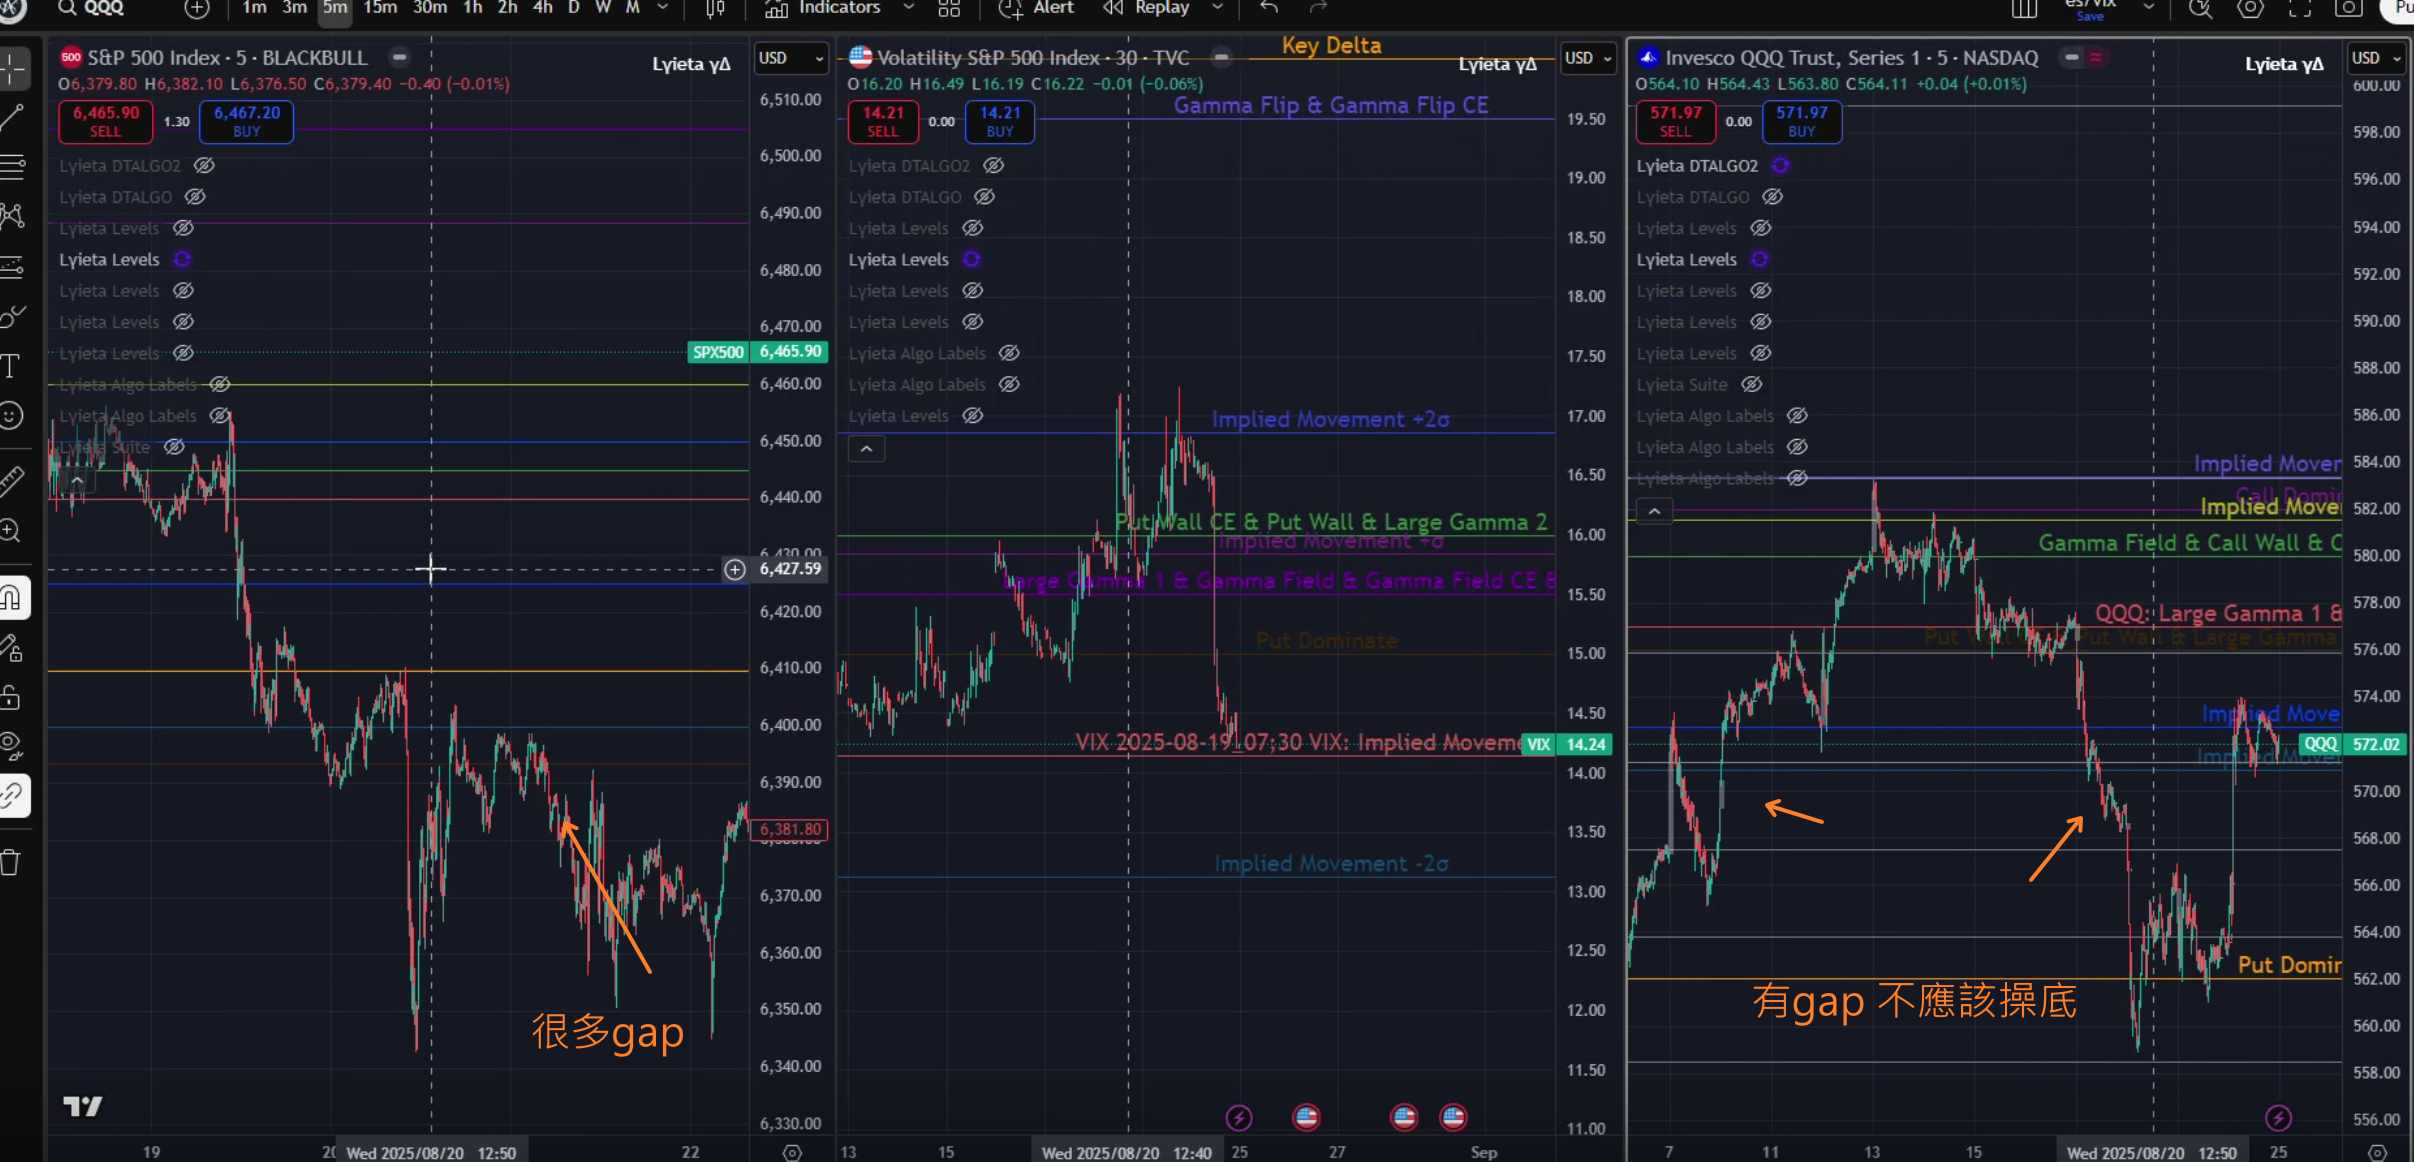 QQQ
1m 3m 5m 15m 30m 1h 2h 4h D W M
Indicators
Alert
Replay
es/vix
Save
S&P 500 Index · 5 · BLACKBULL
Lyieta γΔ
USD
O6,379.80 H6,382.10 L6,376.50 C6,379.40 −0.40 (−0.01%)
6,465.90
SELL
1.30
6,467.20
BUY
Lyieta DTALGO2
Lyieta DTALGO
Lyieta Levels
Lyieta Levels
Lyieta Levels
Lyieta Levels
Lyieta Levels
Lyieta Algo Labels
Lyieta Algo Labels
Lyieta Suite
6,510.00
6,500.00
6,490.00
6,480.00
6,470.00
SPX500 6,465.90
6,460.00
6,450.00
6,440.00
6,430.00
6,427.59
6,420.00
6,410.00
6,400.00
6,390.00
6,381.80
6,370.00
6,360.00
6,350.00
6,340.00
6,330.00
很多gap
19
Wed 2025/08/20 12:50
22
Volatility S&P 500 Index · 30 · TVC
Lyieta γΔ
USD
O16.20 H16.49 L16.19 C16.22 −0.01 (−0.06%)
14.21
SELL
0.00
14.21
BUY
Lyieta DTALGO2
Lyieta DTALGO
Lyieta Levels
Lyieta Levels
Lyieta Levels
Lyieta Levels
Lyieta Algo Labels
Lyieta Algo Labels
Lyieta Levels
Key Delta
Gamma Flip & Gamma Flip CE
Implied Movement +2σ
Put Wall CE & Put Wall & Large Gamma 2
Implied Movement +σ
Large Gamma 1 & Gamma Field & Gamma Field CE &
Put Dominate
VIX 2025-08-19_07;30 VIX: Implied Moveme
Implied Movement -2σ
19.50
19.00
18.50
18.00
17.50
17.00
16.50
16.00
15.50
15.00
14.50
VIX 14.24
14.00
13.50
13.00
12.50
12.00
11.50
11.00
13
15
Wed 2025/08/20 12:40
25
27
Sep
Invesco QQQ Trust, Series 1 · 5 · NASDAQ
Lyieta γΔ
USD
O564.10 H564.43 L563.80 C564.11 +0.04 (+0.01%)
571.97
SELL
0.00
571.97
BUY
Lyieta DTALGO2
Lyieta DTALGO
Lyieta Levels
Lyieta Levels
Lyieta Levels
Lyieta Levels
Lyieta Levels
Lyieta Suite
Lyieta Algo Labels
Lyieta Algo Labels
Lyieta Algo Labels
Implied Mover
Call Domir
Implied Mover
Gamma Field & Call Wall & C
QQQ: Large Gamma 1 &
Put Wall & Large Gamma
Implied Move
Put Domir
有gap 不應該操底
600.00
598.00
596.00
594.00
592.00
590.00
588.00
586.00
584.00
582.00
580.00
578.00
576.00
574.00
QQQ 572.02
570.00
568.00
566.00
564.00
562.00
560.00
558.00
556.00
7
11
13
15
Wed 2025/08/20 12:50
25